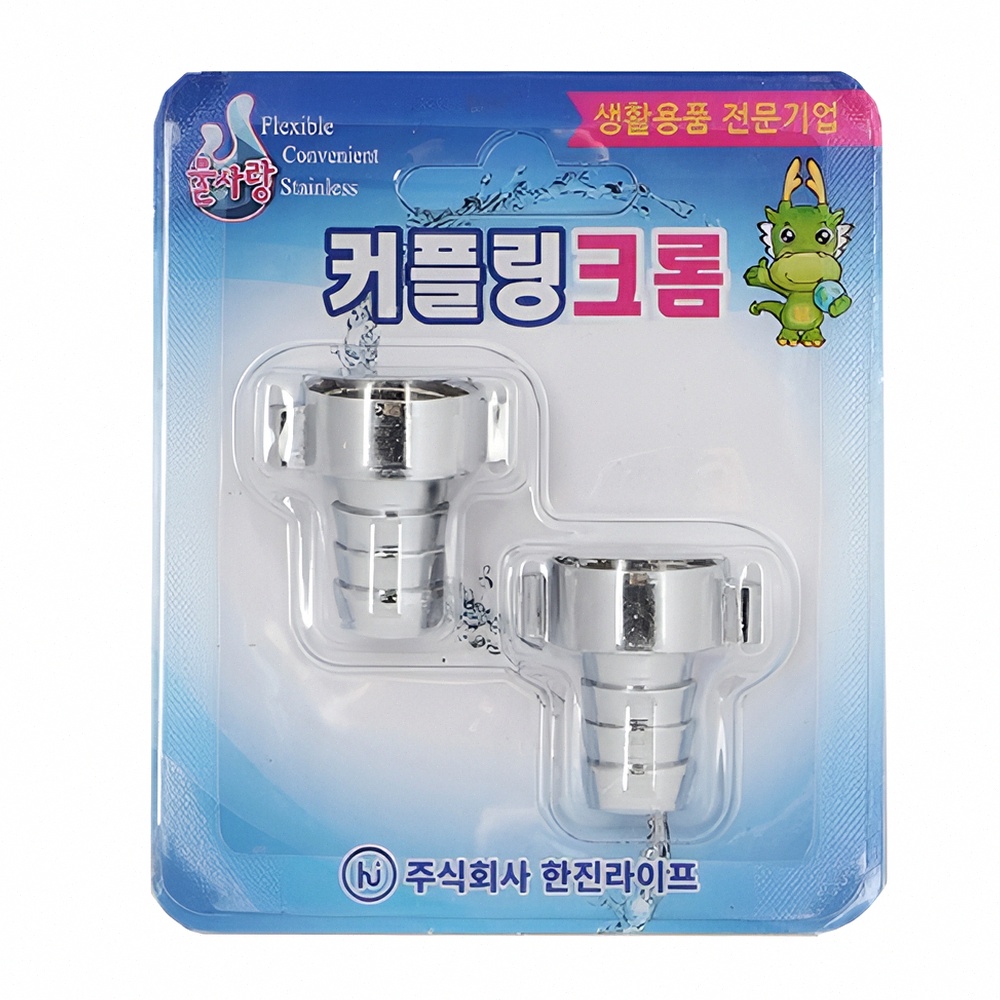 생활용품 전문기업
Flexible
Convenient
Stainless
물사랑
커플링크롬
hj 주식회사 한진라이프